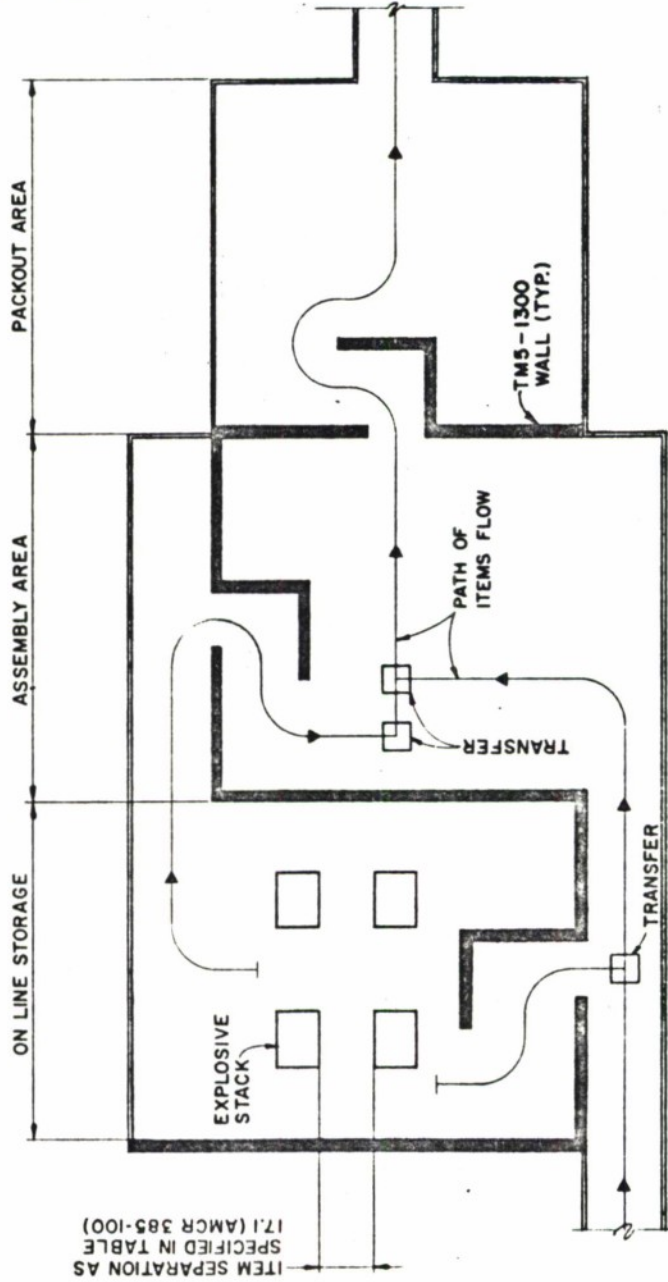 ON LINE STORAGE
ASSEMBLY AREA
PACKOUT AREA
EXPLOSIVE
STACK
ITEM SEPARATION AS
SPECIFIED IN TABLE
17.1 (AMCR 385-100)
TRANSFER
PATH OF
ITEMS FLOW
TM5-1300
WALL (TYP.)
TRANSFER